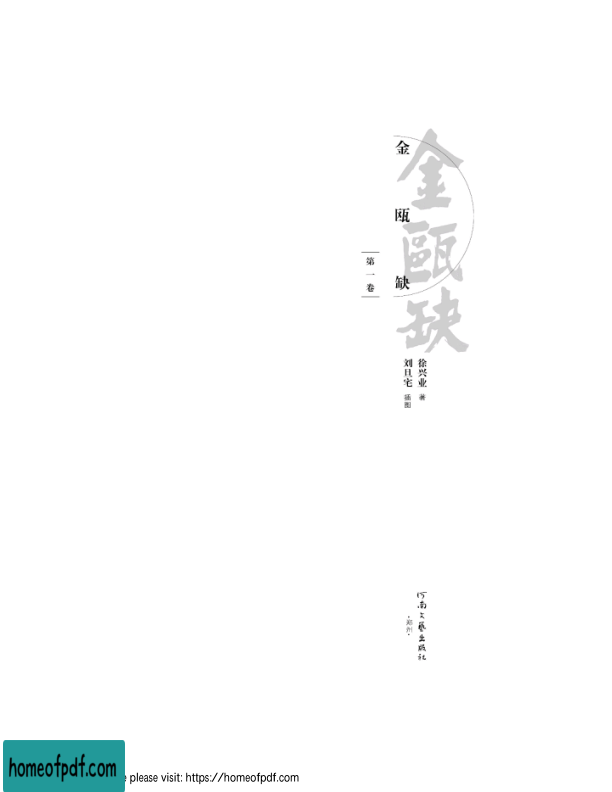 金瓯缺
金瓯缺
第一卷
徐兴业 著
刘旦宅 插图
河南文艺出版社
·郑州·
homeofpdf.com
e please visit: https://homeofpdf.com